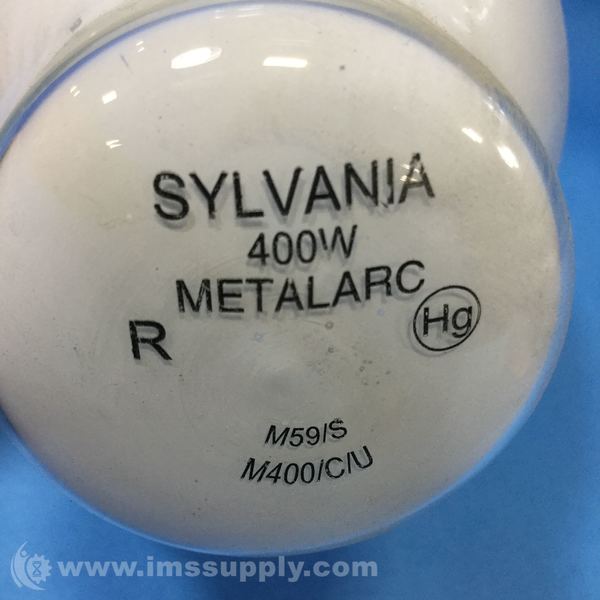 SYLVANIA
400W
METALARC
R
Hg
M59/S
M400/C/U
www.imssupply.com